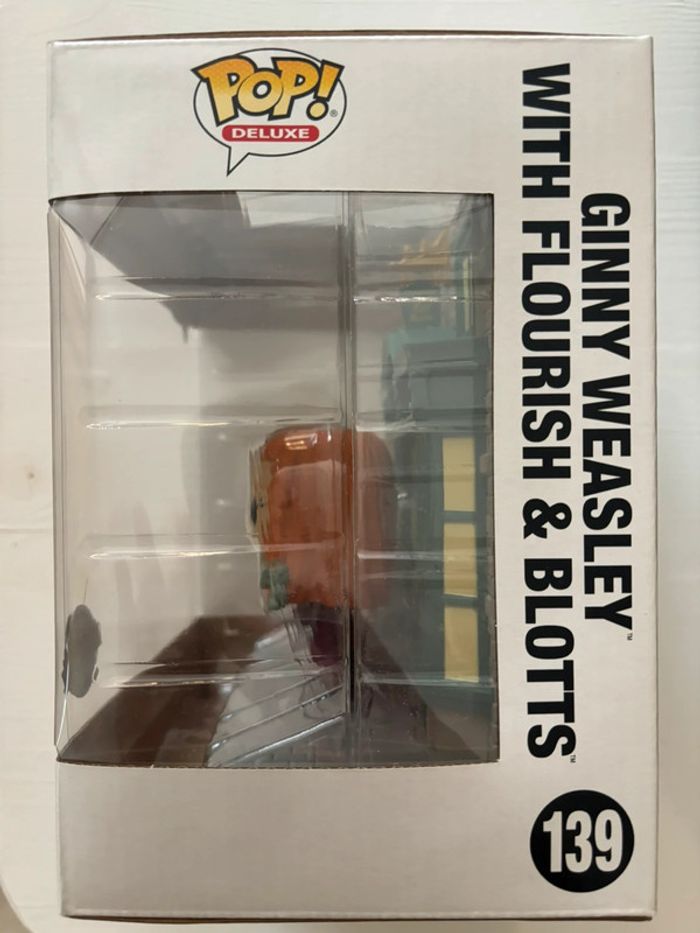 POP!®
DELUXE
GINNY WEASLEY™
WITH FLOURISH & BLOTTS™
139